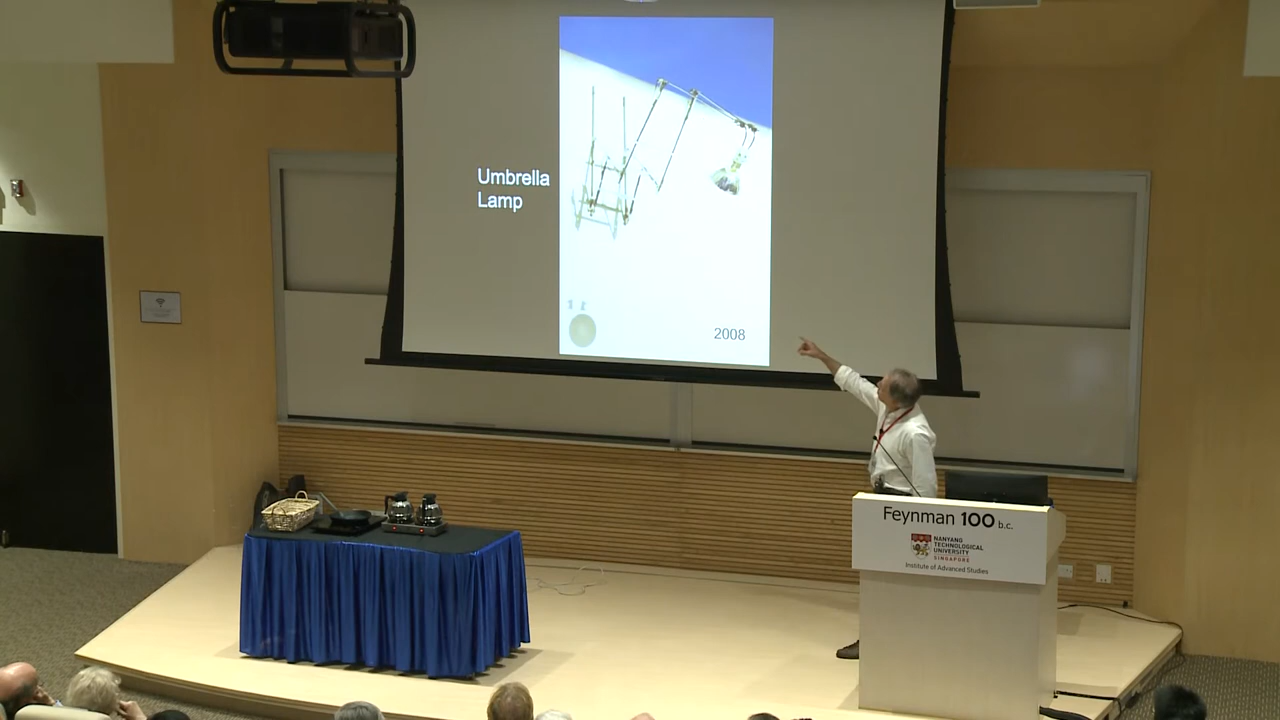 Umbrella
Lamp
2008
Feynman 100 b.c.
NANYANG
TECHNOLOGICAL
UNIVERSITY
SINGAPORE
Institute of Advanced Studies